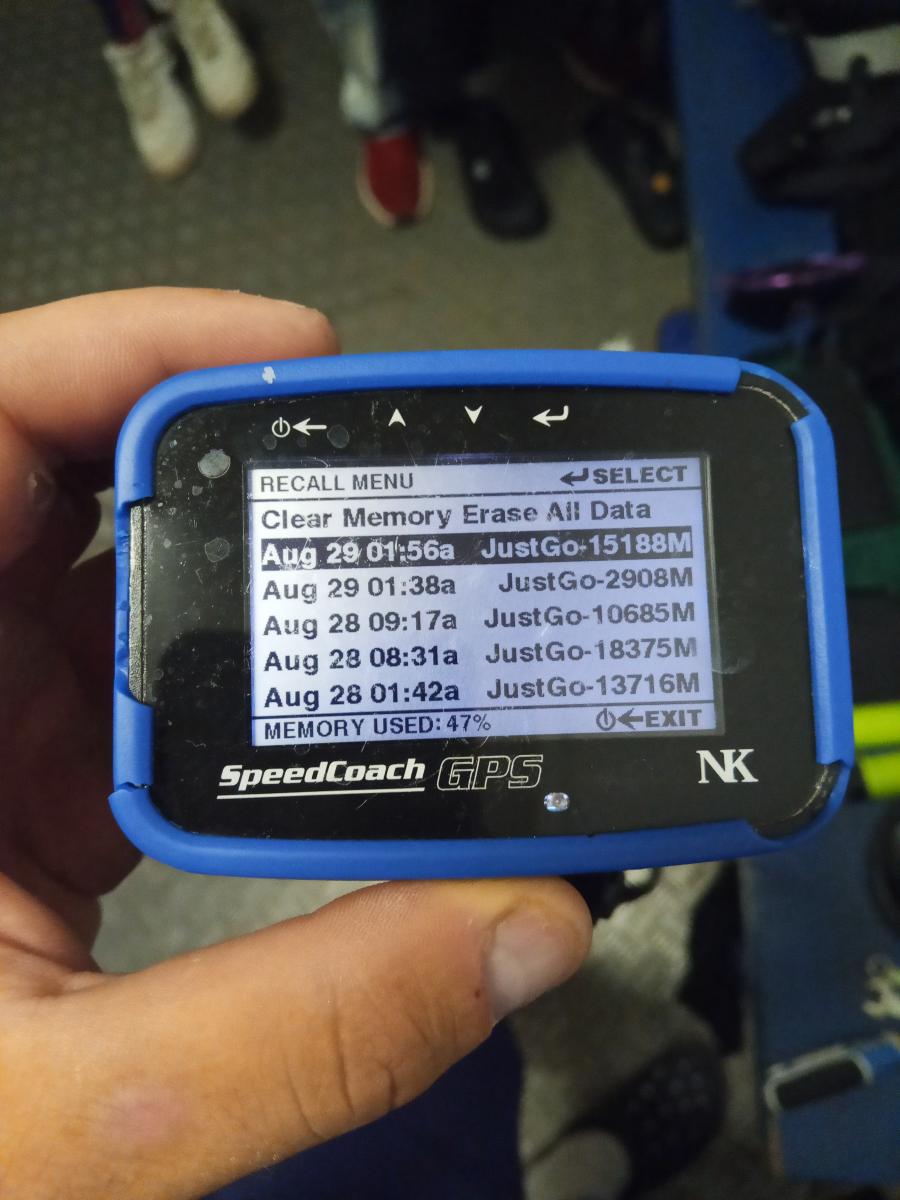 RECALL MENU SELECT
Clear Memory Erase All Data
Aug 29 01:56a JustGo-15188M
Aug 29 01:38a JustGo-2908M
Aug 28 09:17a JustGo-10685M
Aug 28 08:31a JustGo-18375M
Aug 28 01:42a JustGo-13716M
MEMORY USED: 47% EXIT
SpeedCoach GPS NK